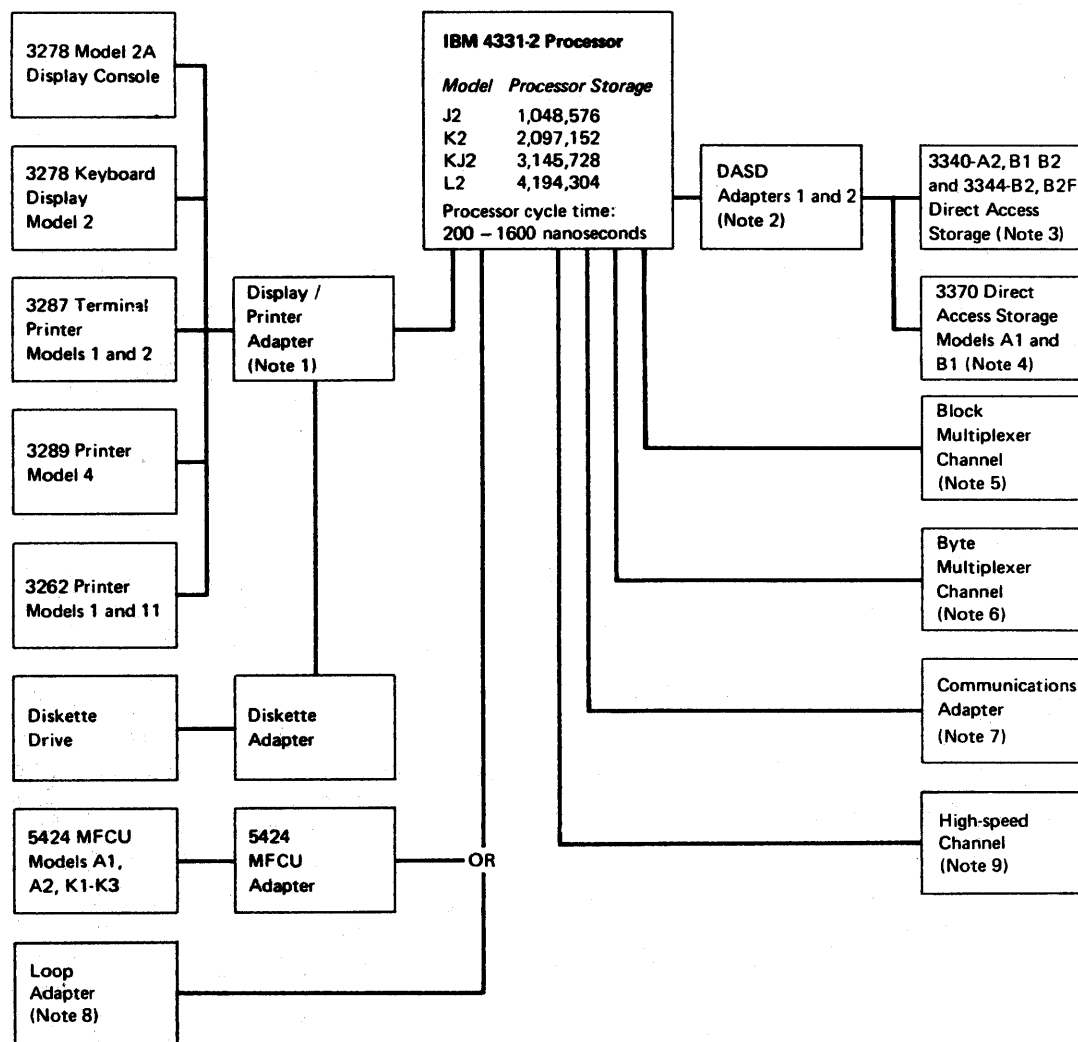 3278 Model 2A
Display Console
3278 Keyboard
Display
Model 2
3287 Terminal
Printer
Models 1 and 2
3289 Printer
Model 4
3262 Printer
Models 1 and 11
Diskette
Drive
5424 MFCU
Models A1,
A2, K1-K3
Loop
Adapter
(Note 8)
Display /
Printer
Adapter
(Note 1)
Diskette
Adapter
5424
MFCU
Adapter
OR
IBM 4331-2 Processor
Model Processor Storage
J2 1,048,576
K2 2,097,152
KJ2 3,145,728
L2 4,194,304
Processor cycle time:
200 – 1600 nanoseconds
DASD
Adapters 1 and 2
(Note 2)
3340-A2, B1 B2
and 3344-B2, B2F
Direct Access
Storage (Note 3)
3370 Direct
Access Storage
Models A1 and
B1 (Note 4)
Block
Multiplexer
Channel
(Note 5)
Byte
Multiplexer
Channel
(Note 6)
Communications
Adapter
(Note 7)
High-speed
Channel
(Note 9)